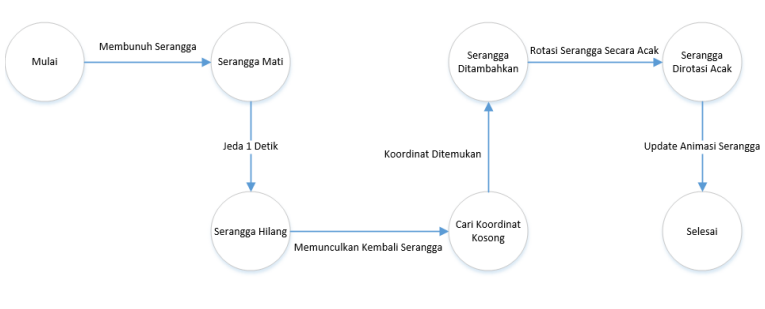 Mulai
Membunuh Serangga
Serangga Mati
Jeda 1 Detik
Serangga Hilang
Memunculkan Kembali Serangga
Cari Koordinat
Kosong
Koordinat Ditemukan
Serangga
Ditambahkan
Rotasi Serangga Secara Acak
Serangga
Dirotasi Acak
Update Animasi Serangga
Selesai